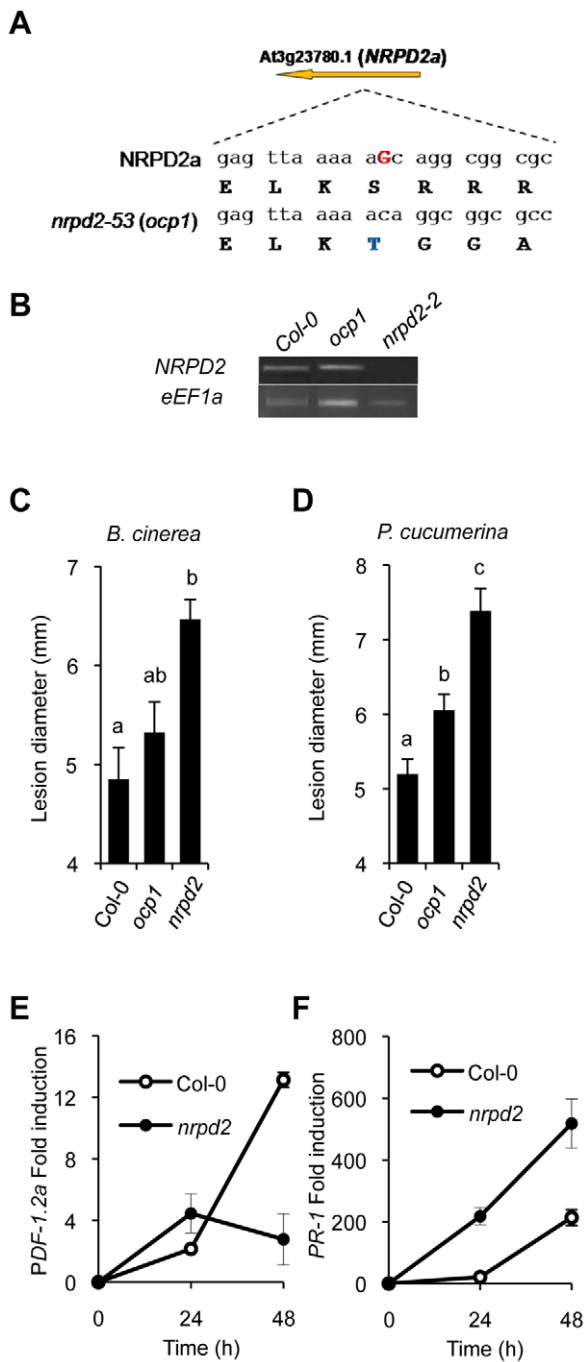 A
At3g23780.1 (NRPD2a)
NRPD2a
gag tta aaa aGc agg cgg cgc
E L K S R R R
nrpd2-53 (ocp1)
gag tta aaa aca ggc ggc gcc
E L K T G G A
B
Col-0 ocp1 nrpd2-2
NRPD2
eEF1a
C
B. cinerea
Lesion diameter (mm)
7
6
5
4
a
ab
b
Col-0
ocp1
nrpd2
D
P. cucumerina
Lesion diameter (mm)
8
7
6
5
4
a
b
c
Col-0
ocp1
nrpd2
E
PDF-1.2a Fold induction
16
12
8
4
0
Col-0
nrpd2
0 24 48
Time (h)
F
PR-1 Fold induction
800
600
400
200
0
Col-0
nrpd2
0 24 48
Time (h)